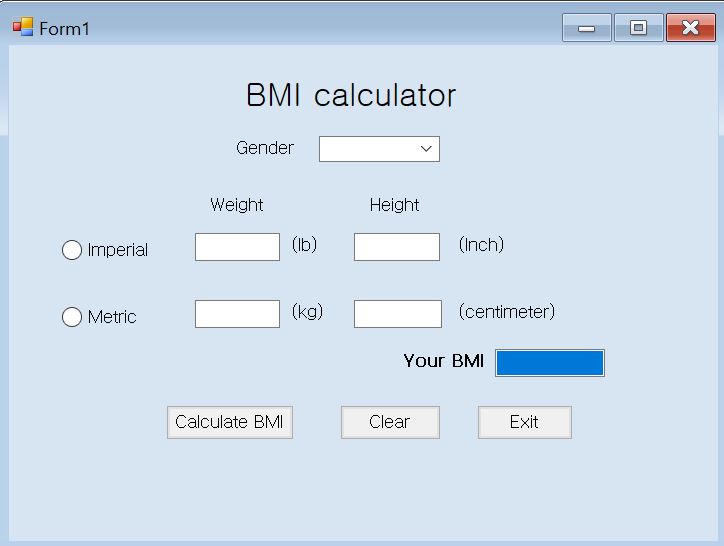 Form1
BMI calculator
Gender
Weight Height
Imperial (lb) (Inch)
Metric (kg) (centimeter)
Your BMI
Calculate BMI Clear Exit